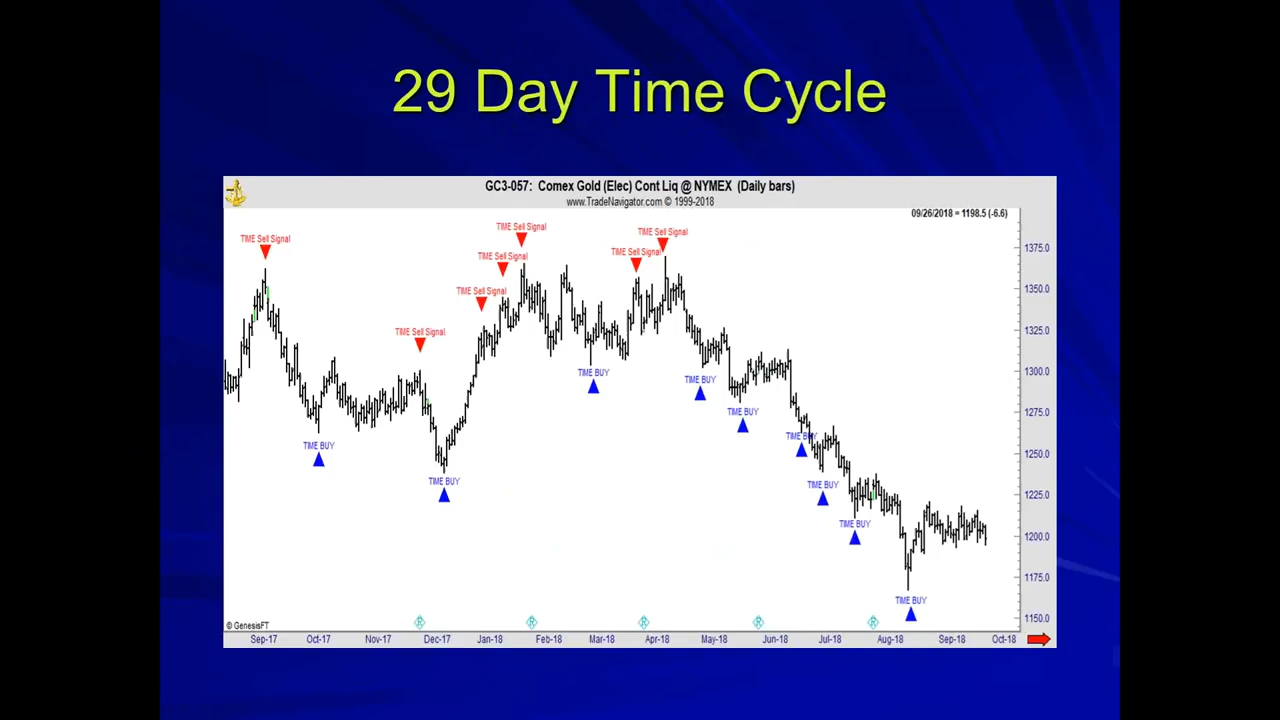 29 Day Time Cycle
GC3-057: Comex Gold (Elec) Cont Liq @ NYMEX (Daily bars)
www.TradeNavigator.com © 1999-2018
09/26/2018 = 1198.5 (-6.6)
TIME Sell Signal
TIME Sell Signal
TIME Sell Signal
TIME Sell Signal
TIME Sell Signal
TIME Sell Signal
TIME Sell Signal
TIME BUY
TIME BUY
TIME BUY
TIME BUY
TIME BUY
TIME BUY
TIME BUY
TIME BUY
TIME BUY
1375.0
1350.0
1325.0
1300.0
1275.0
1250.0
1225.0
1200.0
1175.0
1150.0
R R R R R
© GenesisFT
Sep-17 Oct-17 Nov-17 Dec-17 Jan-18 Feb-18 Mar-18 Apr-18 May-18 Jun-18 Jul-18 Aug-18 Sep-18 Oct-18